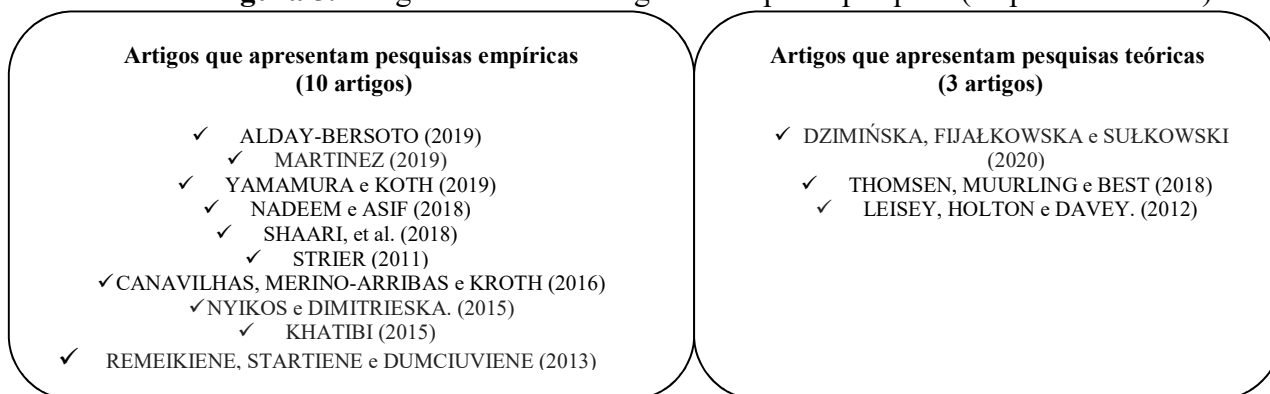 Artigos que apresentam pesquisas empíricas
(10 artigos)
✓ ALDAY-BERSOTO (2019)
✓ MARTINEZ (2019)
✓ YAMAMURA e KOTH (2019)
✓ NADEEM e ASIF (2018)
✓ SHAARI, et al. (2018)
✓ STRIER (2011)
✓CANAVILHAS, MERINO-ARRIBAS e KROTH (2016)
✓NYIKOS e DIMITRIESKA. (2015)
✓ KHATIBI (2015)
✓ REMEIKIENE, STARTIENE e DUMCIUVIENE (2013)
Artigos que apresentam pesquisas teóricas
(3 artigos)
✓ DZIMIŃSKA, FIJAŁKOWSKA e SUŁKOWSKI
(2020)
✓ THOMSEN, MUURLING e BEST (2018)
✓ LEISEY, HOLTON e DAVEY. (2012)